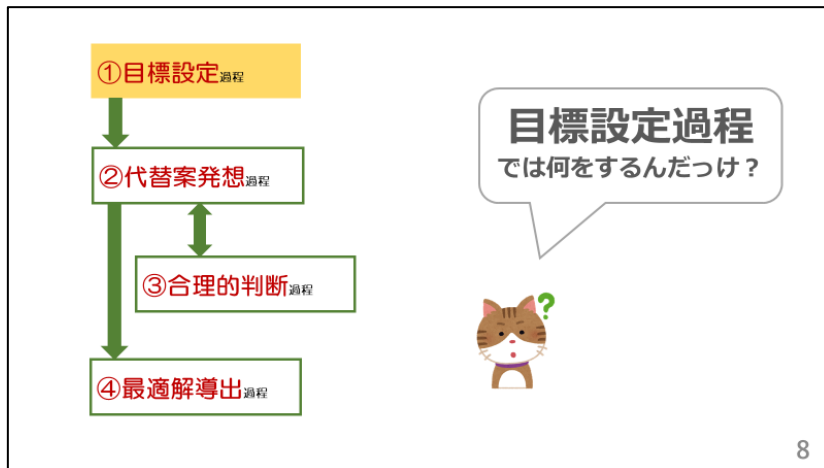 ①目標設定過程
②代替案発想過程
③合理的判断過程
④最適解導出過程
目標設定過程
では何をするんだっけ？
?
8